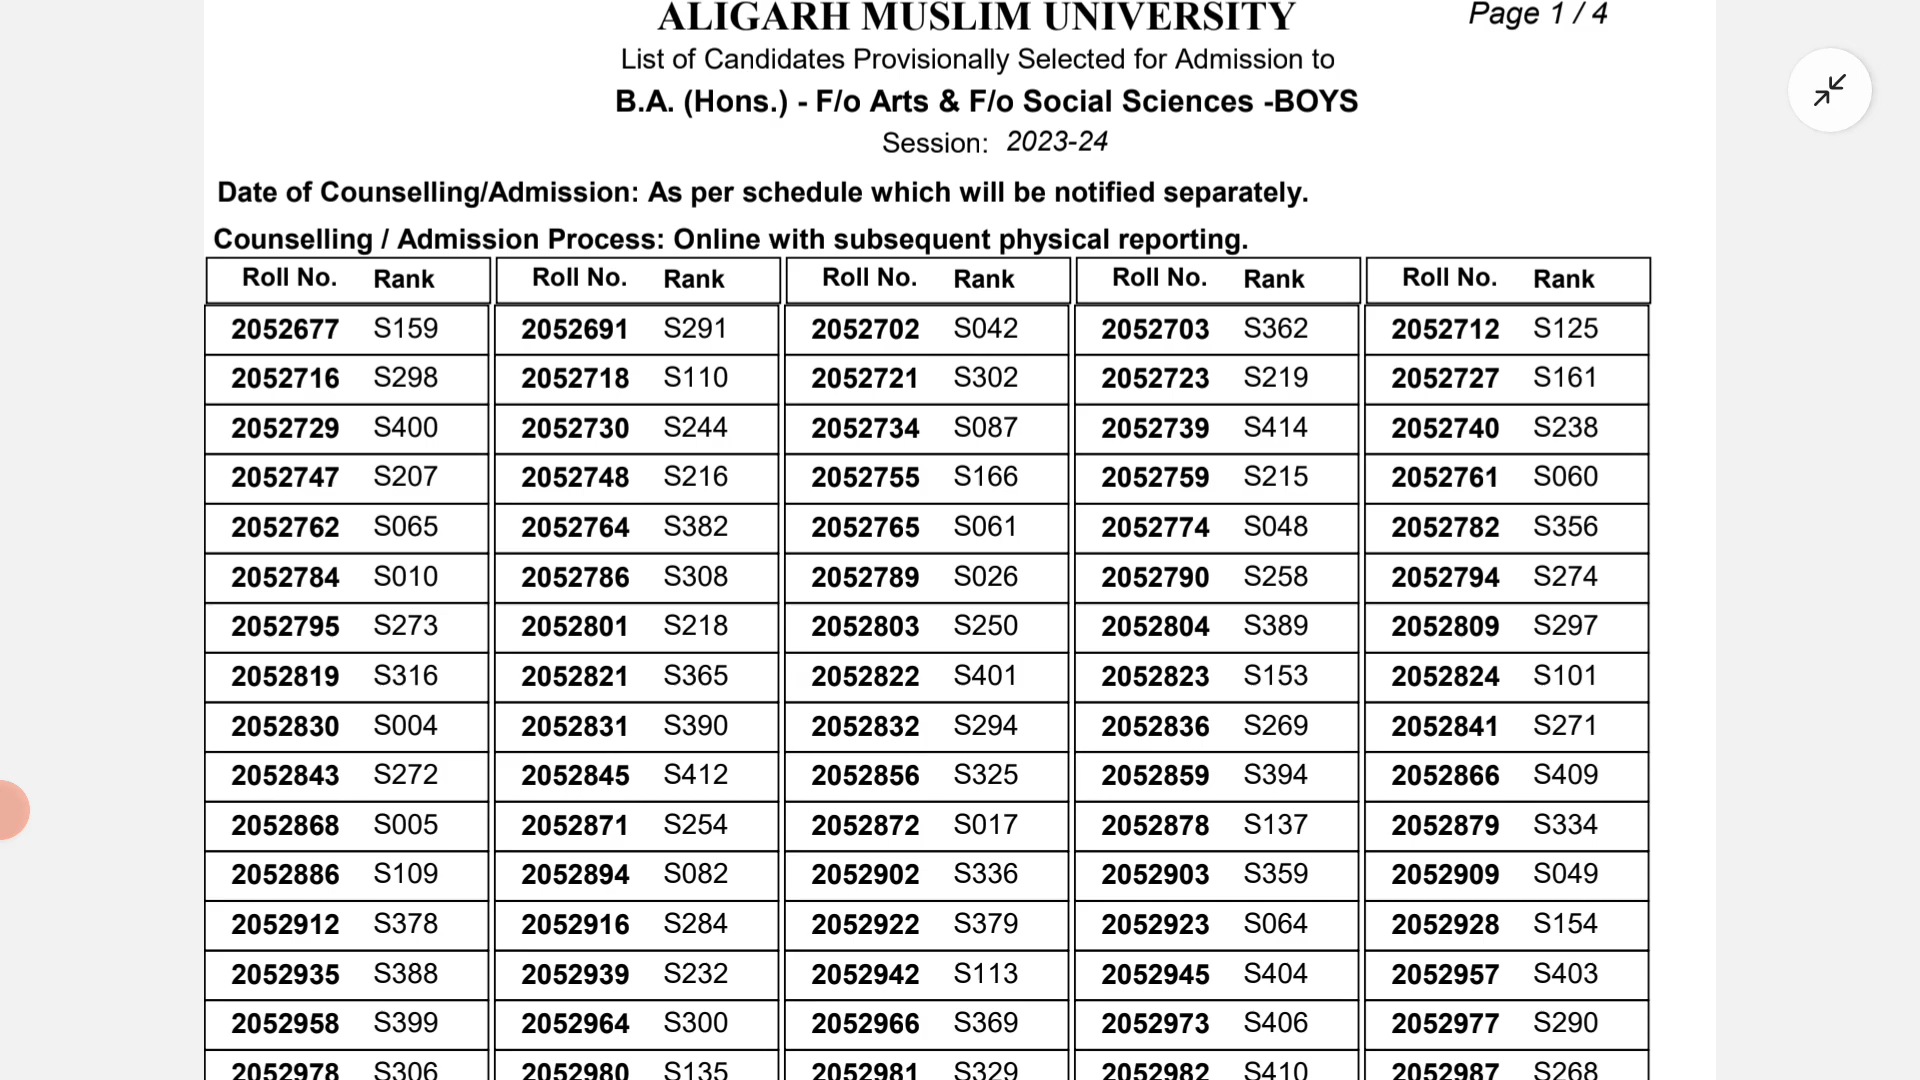 ALIGARH MUSLIM UNIVERSITY Page 1 / 4
List of Candidates Provisionally Selected for Admission to
B.A. (Hons.) - F/o Arts & F/o Social Sciences -BOYS
Session: 2023-24
Date of Counselling/Admission: As per schedule which will be notified separately.
Counselling / Admission Process: Online with subsequent physical reporting.
Roll No. Rank Roll No. Rank Roll No. Rank Roll No. Rank Roll No. Rank
2052677 S159 2052691 S291 2052702 S042 2052703 S362 2052712 S125
2052716 S298 2052718 S110 2052721 S302 2052723 S219 2052727 S161
2052729 S400 2052730 S244 2052734 S087 2052739 S414 2052740 S238
2052747 S207 2052748 S216 2052755 S166 2052759 S215 2052761 S060
2052762 S065 2052764 S382 2052765 S061 2052774 S048 2052782 S356
2052784 S010 2052786 S308 2052789 S026 2052790 S258 2052794 S274
2052795 S273 2052801 S218 2052803 S250 2052804 S389 2052809 S297
2052819 S316 2052821 S365 2052822 S401 2052823 S153 2052824 S101
2052830 S004 2052831 S390 2052832 S294 2052836 S269 2052841 S271
2052843 S272 2052845 S412 2052856 S325 2052859 S394 2052866 S409
2052868 S005 2052871 S254 2052872 S017 2052878 S137 2052879 S334
2052886 S109 2052894 S082 2052902 S336 2052903 S359 2052909 S049
2052912 S378 2052916 S284 2052922 S379 2052923 S064 2052928 S154
2052935 S388 2052939 S232 2052942 S113 2052945 S404 2052957 S403
2052958 S399 2052964 S300 2052966 S369 2052973 S406 2052977 S290
2052978 S306 2052980 S135 2052981 S329 2052982 S410 2052987 S268